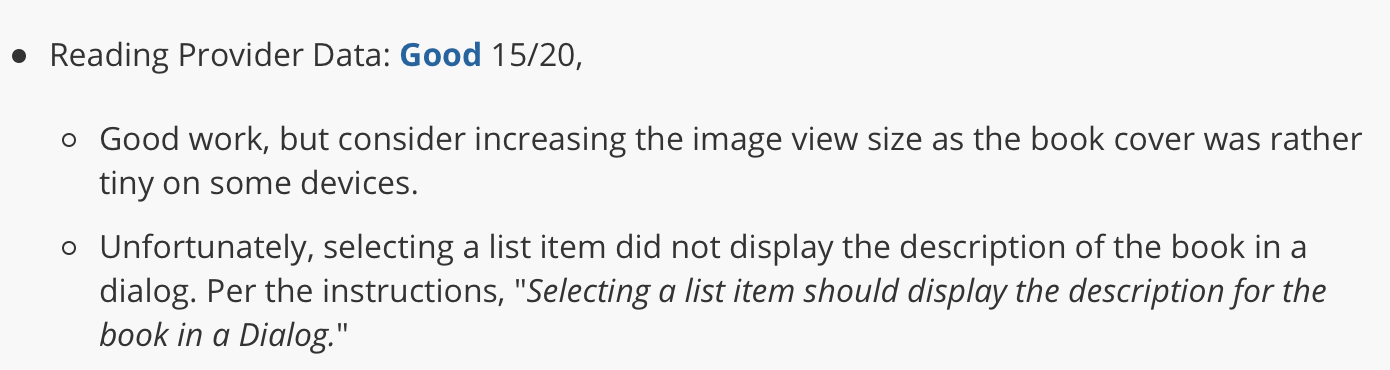 ● Reading Provider Data: Good 15/20,
○ Good work, but consider increasing the image view size as the book cover was rather
tiny on some devices.
○ Unfortunately, selecting a list item did not display the description of the book in a
dialog. Per the instructions, "Selecting a list item should display the description for the
book in a Dialog."